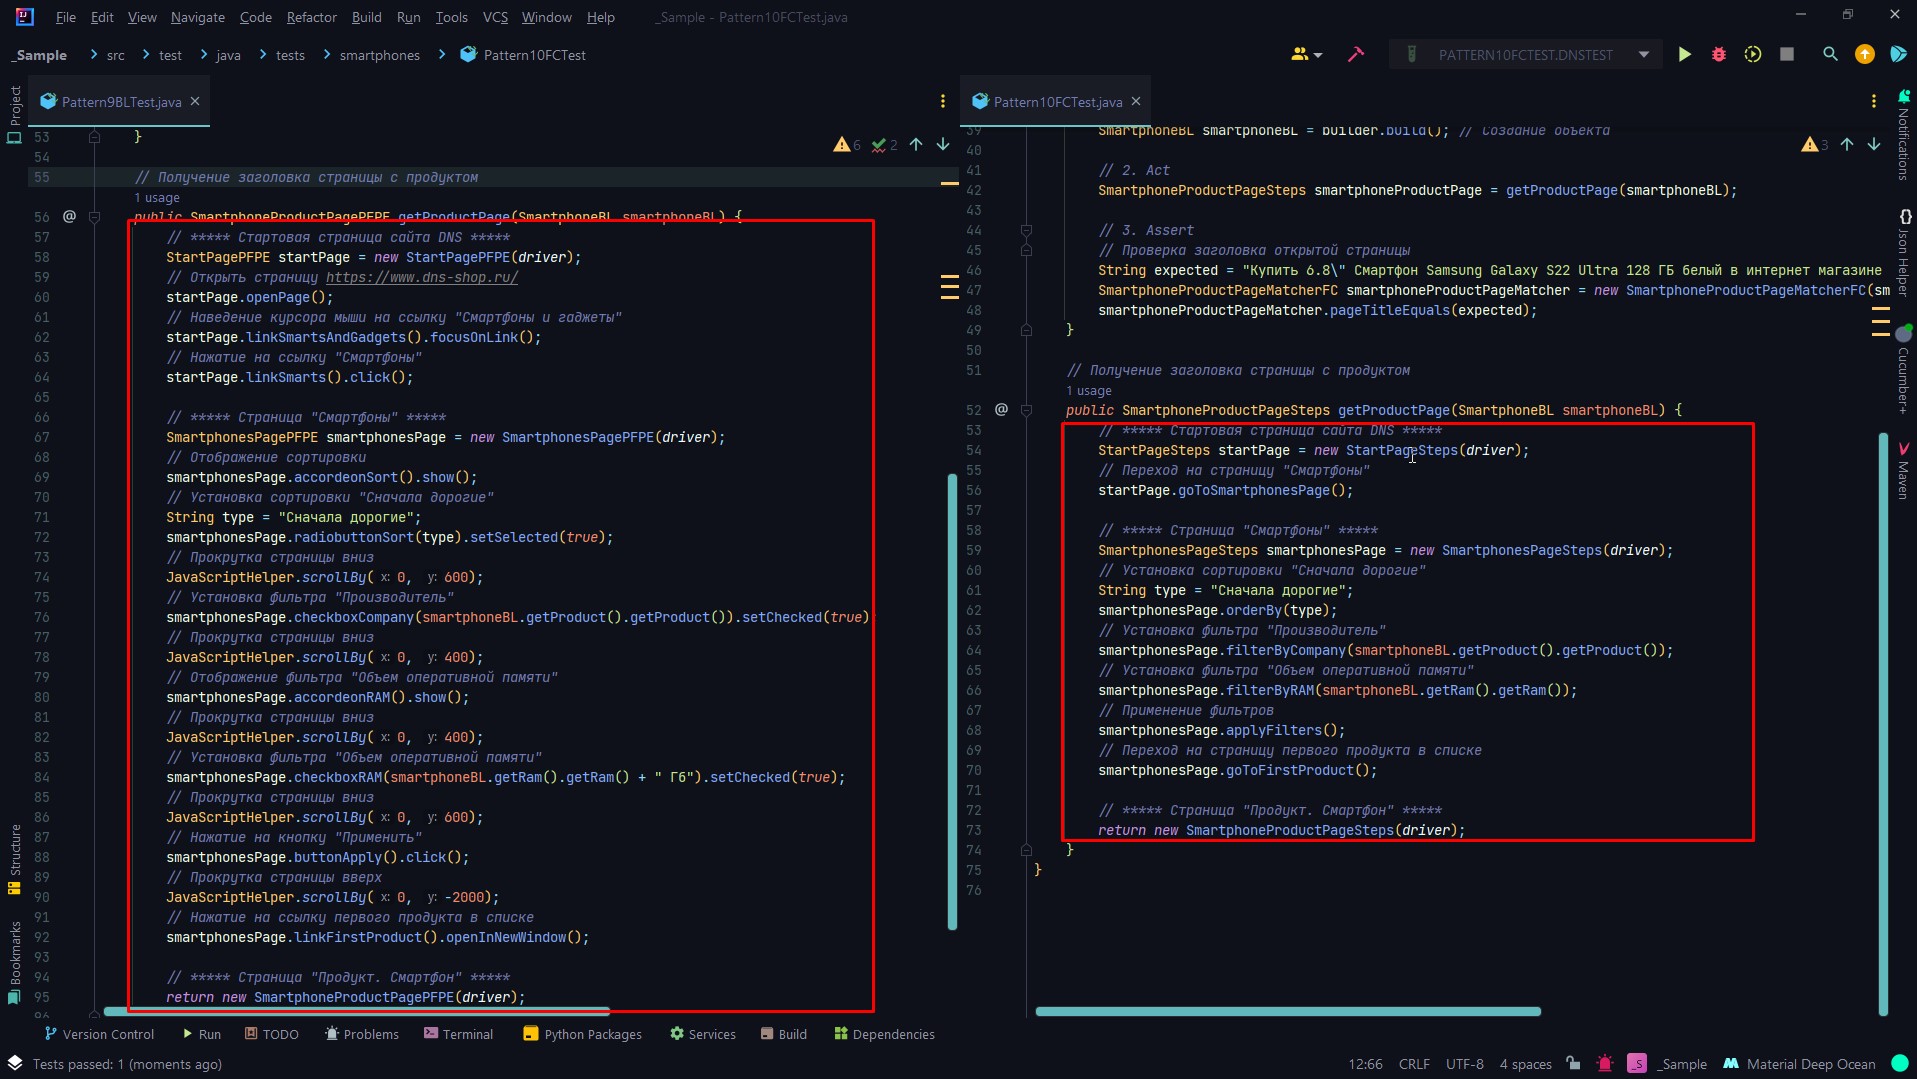 File Edit View Navigate Code Refactor Build Run Tools VCS Window Help _Sample - Pattern10FCTest.java
_Sample src test java tests smartphones Pattern10FCTest
PATTERN10FCTEST.DNSTEST
Project
Structure
Bookmarks
Pattern9BLTest.java
6 2
53 }
54
55 // Получение заголовка страницы с продуктом
1 usage
56 @ public SmartphoneProductPagePFPE getProductPage(SmartphoneBL smartphoneBL) {
57 // ***** Стартовая страница сайта DNS *****
58 StartPagePFPE startPage = new StartPagePFPE(driver);
59 // Открыть страницу https://www.dns-shop.ru/
60 startPage.openPage();
61 // Наведение курсора мыши на ссылку "Смартфоны и гаджеты"
62 startPage.linkSmartsAndGadgets().focusOnLink();
63 // Нажатие на ссылку "Смартфоны"
64 startPage.linkSmarts().click();
65
66 // ***** Страница "Смартфоны" *****
67 SmartphonesPagePFPE smartphonesPage = new SmartphonesPagePFPE(driver);
68 // Отображение сортировки
69 smartphonesPage.accordeonSort().show();
70 // Установка сортировки "Сначала дорогие"
71 String type = "Сначала дорогие";
72 smartphonesPage.radiobuttonSort(type).setSelected(true);
73 // Прокрутка страницы вниз
74 JavaScriptHelper.scrollBy( x: 0, y: 600);
75 // Установка фильтра "Производитель"
76 smartphonesPage.checkboxCompany(smartphoneBL.getProduct().getProduct()).setChecked(true)
77 // Прокрутка страницы вниз
78 JavaScriptHelper.scrollBy( x: 0, y: 400);
79 // Отображение фильтра "Объем оперативной памяти"
80 smartphonesPage.accordeonRAM().show();
81 // Прокрутка страницы вниз
82 JavaScriptHelper.scrollBy( x: 0, y: 400);
83 // Установка фильтра "Объем оперативной памяти"
84 smartphonesPage.checkboxRAM(smartphoneBL.getRam().getRam() + " Гб").setChecked(true);
85 // Прокрутка страницы вниз
86 JavaScriptHelper.scrollBy( x: 0, y: 600);
87 // Нажатие на кнопку "Применить"
88 smartphonesPage.buttonApply().click();
89 // Прокрутка страницы вверх
90 JavaScriptHelper.scrollBy( x: 0, y: -2000);
91 // Нажатие на ссылку первого продукта в списке
92 smartphonesPage.linkFirstProduct().openInNewWindow();
93
94 // ***** Страница "Продукт. Смартфон" *****
95 return new SmartphoneProductPagePFPE(driver);
96
Pattern10FCTest.java
3
39 SmartphoneBL smartphoneBL = builder.build(); // Создание объекта
40
41 // 2. Act
42 SmartphoneProductPageSteps smartphoneProductPage = getProductPage(smartphoneBL);
43
44 // 3. Assert
45 // Проверка заголовка открытой страницы
46 String expected = "Купить 6.8\" Смартфон Samsung Galaxy S22 Ultra 128 ГБ белый в интернет магазине
47 SmartphoneProductPageMatcherFC smartphoneProductPageMatcher = new SmartphoneProductPageMatcherFC(sm
48 smartphoneProductPageMatcher.pageTitleEquals(expected);
49 }
50
51 // Получение заголовка страницы с продуктом
1 usage
52 @ public SmartphoneProductPageSteps getProductPage(SmartphoneBL smartphoneBL) {
53 // ***** Стартовая страница сайта DNS *****
54 StartPageSteps startPage = new StartPageSteps(driver);
55 // Переход на страницу "Смартфоны"
56 startPage.goToSmartphonesPage();
57
58 // ***** Страница "Смартфоны" *****
59 SmartphonesPageSteps smartphonesPage = new SmartphonesPageSteps(driver);
60 // Установка сортировки "Сначала дорогие"
61 String type = "Сначала дорогие";
62 smartphonesPage.orderBy(type);
63 // Установка фильтра "Производитель"
64 smartphonesPage.filterByCompany(smartphoneBL.getProduct().getProduct());
65 // Установка фильтра "Объем оперативной памяти"
66 smartphonesPage.filterByRAM(smartphoneBL.getRam().getRam());
67 // Применение фильтров
68 smartphonesPage.applyFilters();
69 // Переход на страницу первого продукта в списке
70 smartphonesPage.goToFirstProduct();
71
72 // ***** Страница "Продукт. Смартфон" *****
73 return new SmartphoneProductPageSteps(driver);
74 }
75 }
76
Notifications
{} Json Helper
Cucumber+
Maven
Version Control Run TODO Problems Terminal Python Packages Services Build Dependencies
Tests passed: 1 (moments ago) 12:66 CRLF UTF-8 4 spaces _S _Sample Material Deep Ocean